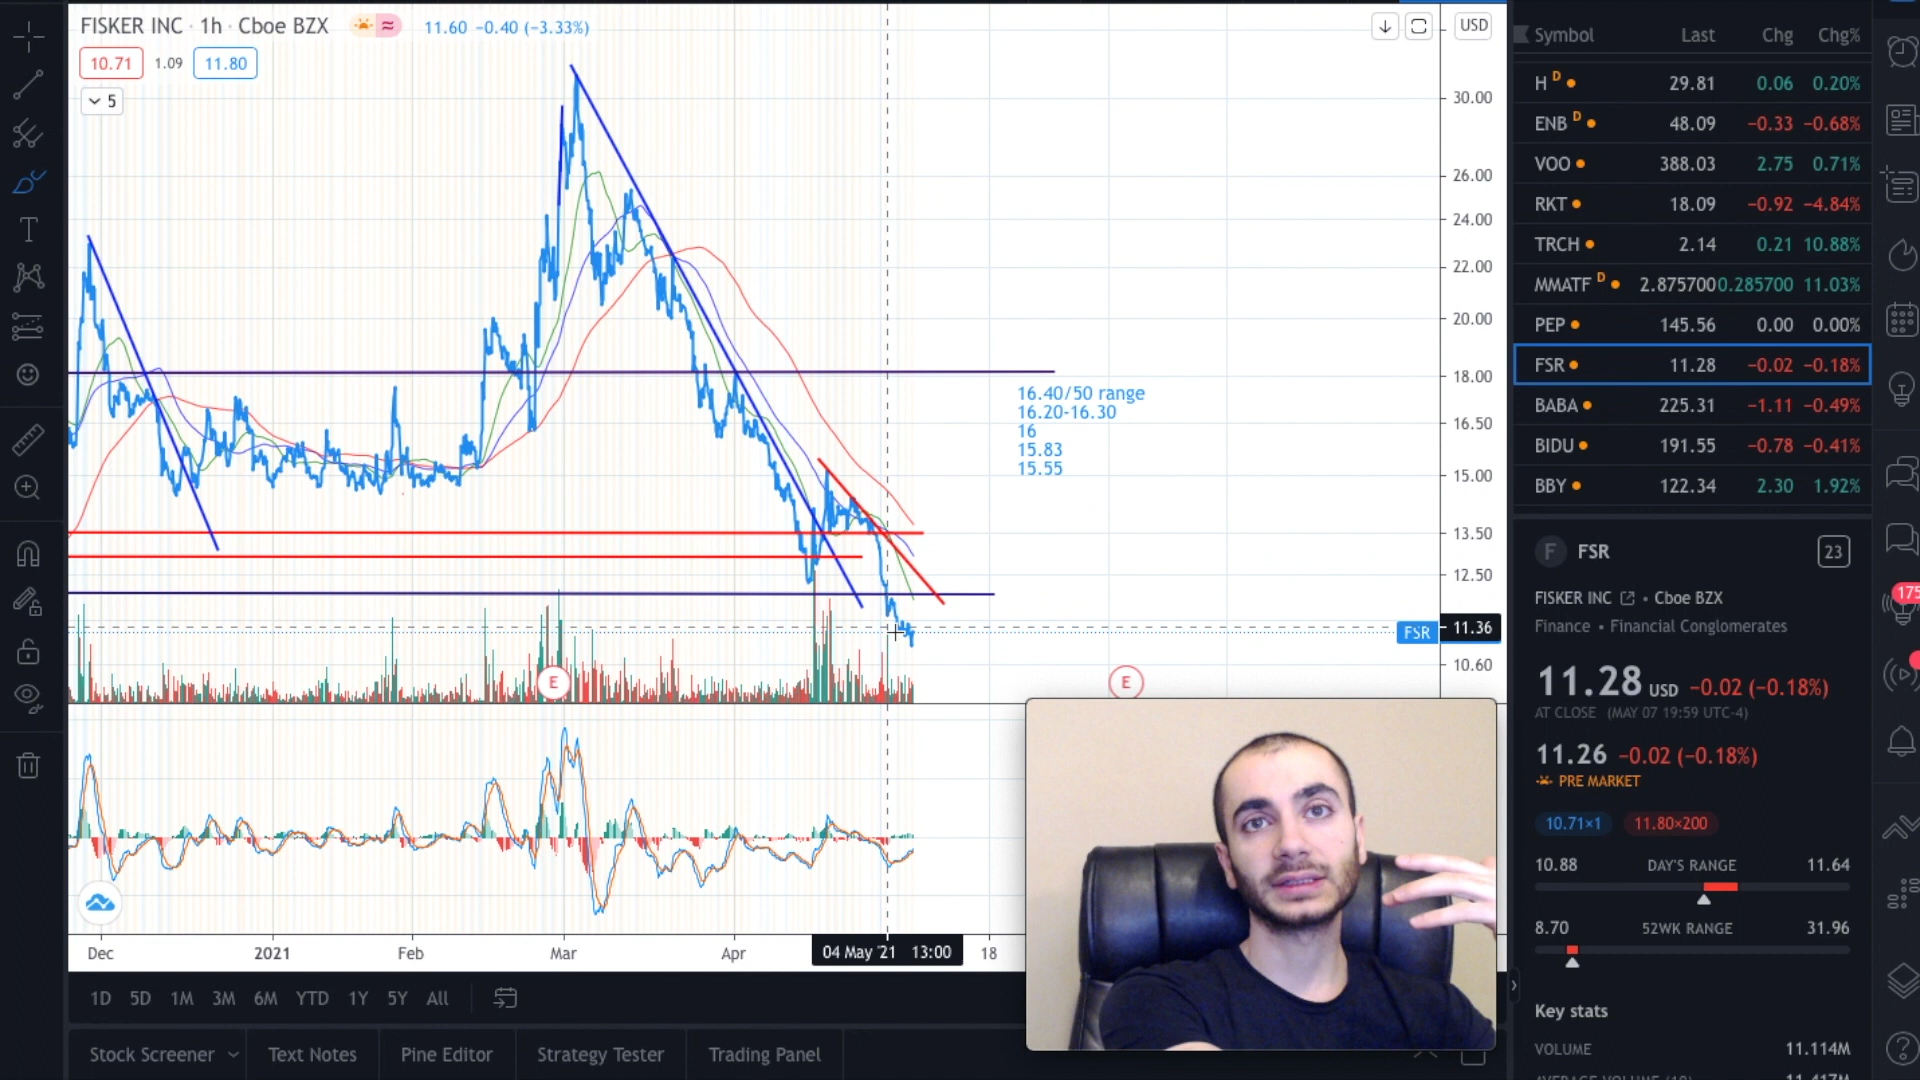 FISKER INC · 1h · Cboe BZX
11.60 −0.40 (−3.33%)
10.71 1.09 11.80
5
USD
30.00
26.00
24.00
22.00
20.00
18.00
16.50
15.00
13.50
12.50
FSR 11.36
10.60
16.40/50 range
16.20-16.30
16
15.83
15.55
E E
Dec 2021 Feb Mar Apr 04 May '21 13:00 18
1D 5D 1M 3M 6M YTD 1Y 5Y All
Stock Screener Text Notes Pine Editor Strategy Tester Trading Panel
Symbol Last Chg Chg%
H D 29.81 0.06 0.20%
ENB D 48.09 −0.33 −0.68%
VOO 388.03 2.75 0.71%
RKT 18.09 −0.92 −4.84%
TRCH 2.14 0.21 10.88%
MMATF D 2.875700 0.285700 11.03%
PEP 145.56 0.00 0.00%
FSR 11.28 −0.02 −0.18%
BABA 225.31 −1.11 −0.49%
BIDU 191.55 −0.78 −0.41%
BBY 122.34 2.30 1.92%
F FSR 23
FISKER INC • Cboe BZX
Finance • Financial Conglomerates
11.28 USD −0.02 (−0.18%)
AT CLOSE (MAY 07 19:59 UTC-4)
11.26 −0.02 (−0.18%)
PRE MARKET
10.71×1 11.80×200
10.88 DAY'S RANGE 11.64
8.70 52WK RANGE 31.96
Key stats
VOLUME 11.114M
175